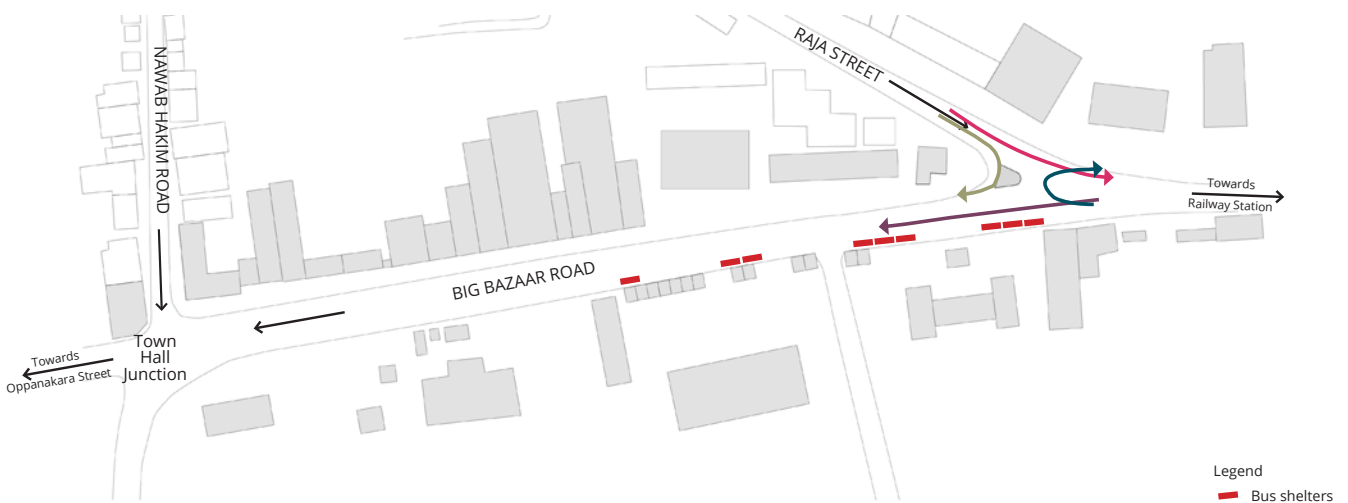 NAWAB HAKIM ROAD
RAJA STREET
Towards
Railway Station
BIG BAZAAR ROAD
Town
Hall
Junction
Towards
Oppanakara Street
Legend
Bus shelters